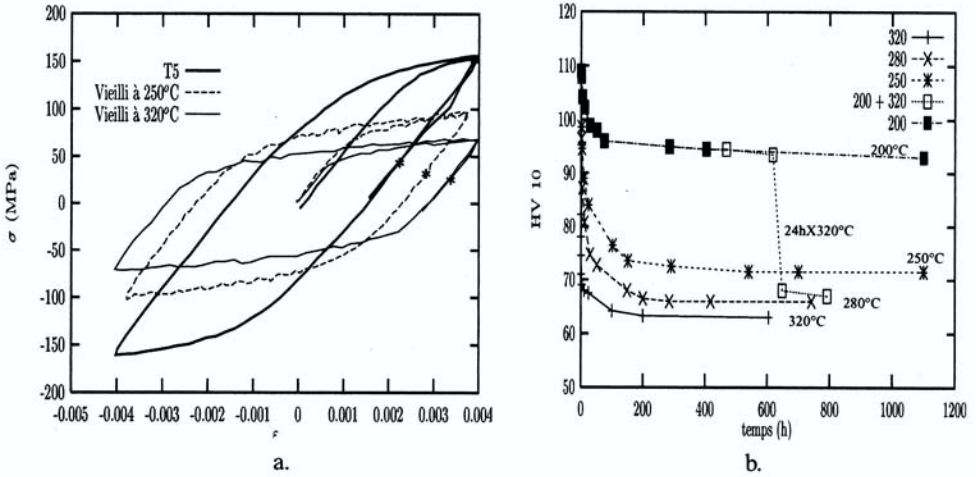 200
150
100
50
0
-50
-100
-150
-200
σ (MPa)
T5
Vieilli à 250°C
Vieilli à 320°C
-0.005
-0.004
-0.003
-0.002
-0.001
0
0.001
0.002
0.003
0.004
ε
a.
120
110
100
90
80
70
60
50
HV 10
320
280
250
200 + 320
200
200°C
24hX320°C
250°C
280°C
320°C
0
200
400
600
800
1000
1200
temps (h)
b.